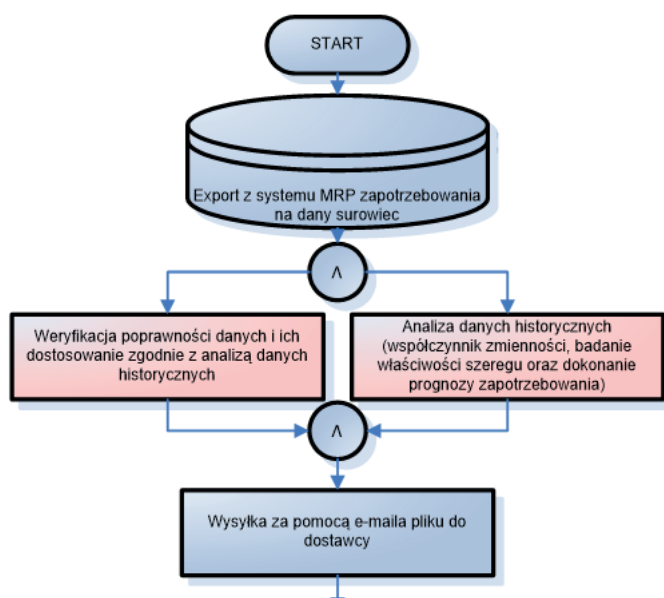 START
Export z systemu MRP zapotrzebowania
na dany surowiec
Λ
Weryfikacja poprawności danych i ich
dostosowanie zgodnie z analizą danych
historycznych
Analiza danych historycznych
(współczynnik zmienności, badanie
właściwości szeregu oraz dokonanie
prognozy zapotrzebowania)
Λ
Wysyłka za pomocą e-maila pliku do
dostawcy